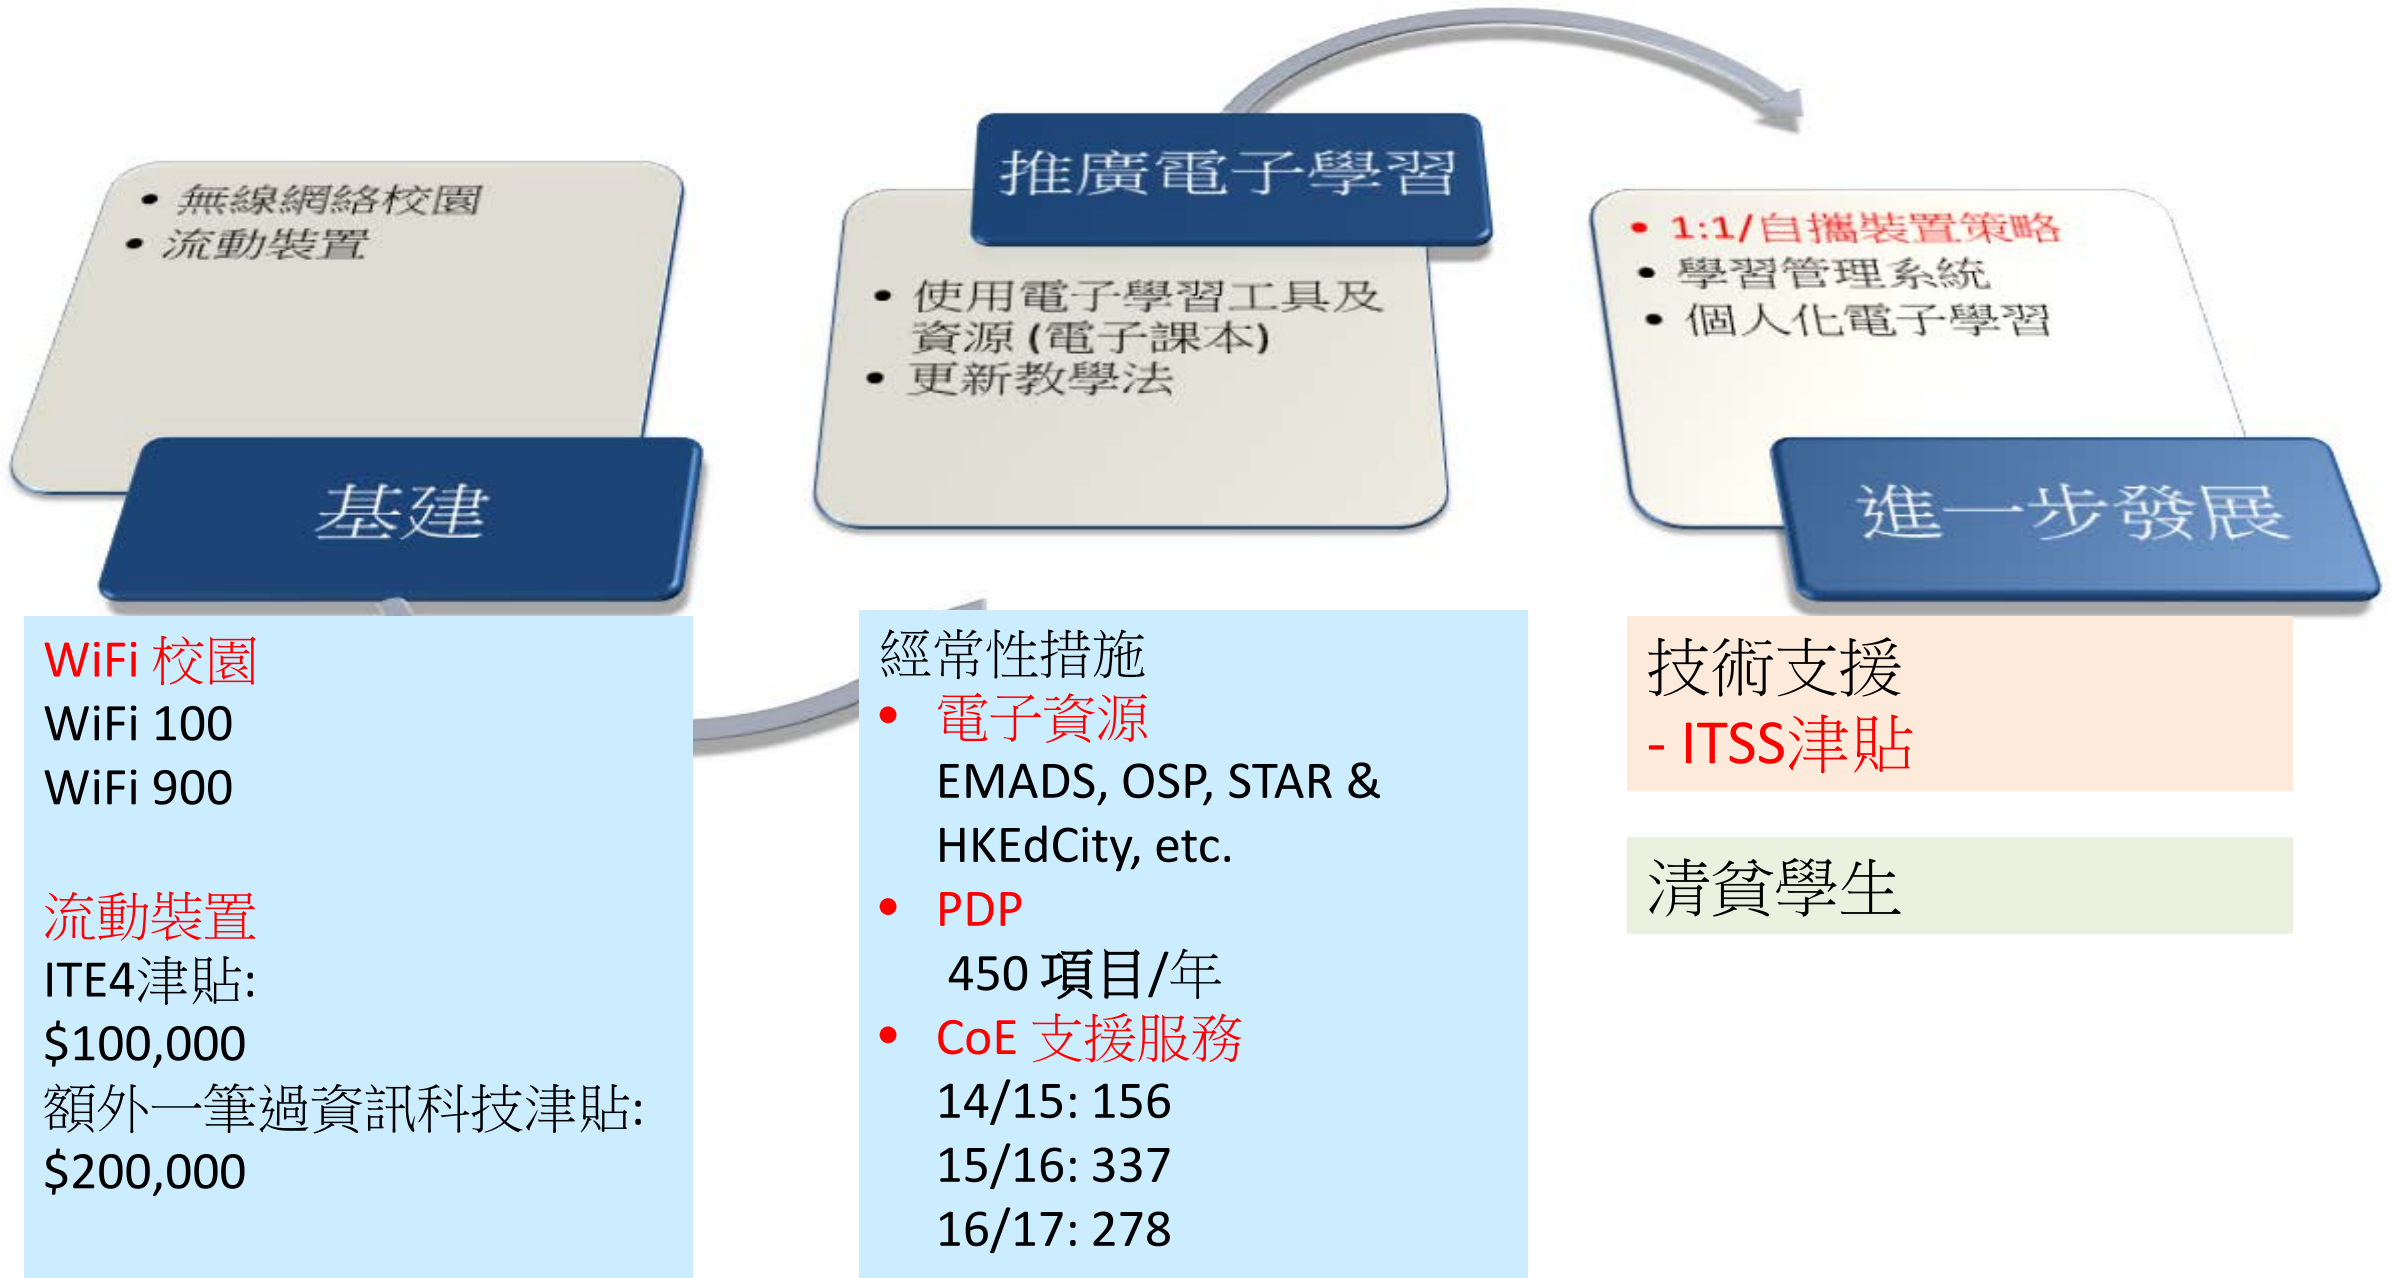 • 無線網絡校園
• 流動裝置
基建
推廣電子學習
• 使用電子學習工具及
資源 (電子課本)
• 更新教學法
• 1:1/自攜裝置策略
• 學習管理系統
• 個人化電子學習
進一步發展
WiFi 校園
WiFi 100
WiFi 900
流動裝置
ITE4津貼:
$100,000
額外一筆過資訊科技津貼:
$200,000
經常性措施
• 電子資源
EMADS, OSP, STAR &
HKEdCity, etc.
• PDP
450 項目/年
• CoE 支援服務
14/15: 156
15/16: 337
16/17: 278
技術支援
- ITSS津貼
清貧學生